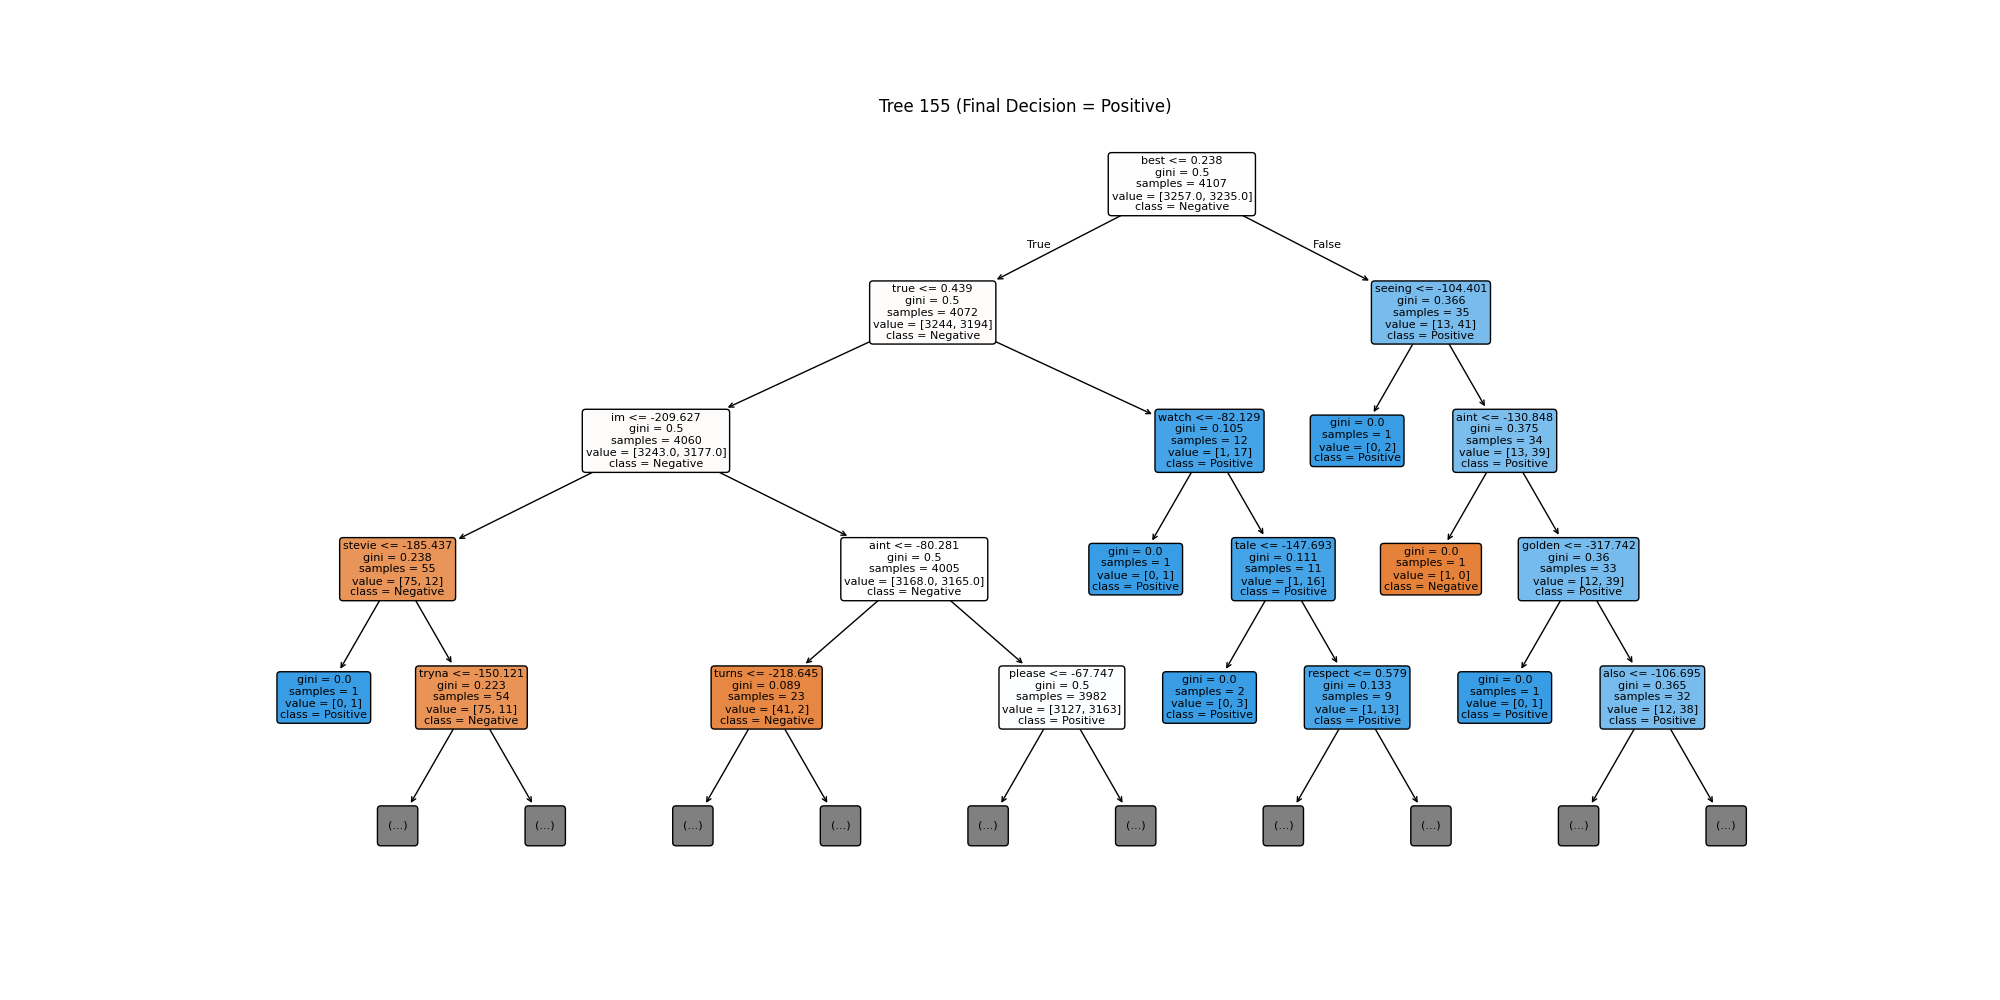 Tree 155 (Final Decision = Positive)
best <= 0.238
gini = 0.5
samples = 4107
value = [3257.0, 3235.0]
class = Negative
True
False
true <= 0.439
gini = 0.5
samples = 4072
value = [3244, 3194]
class = Negative
seeing <= -104.401
gini = 0.366
samples = 35
value = [13, 41]
class = Positive
im <= -209.627
gini = 0.5
samples = 4060
value = [3243.0, 3177.0]
class = Negative
watch <= -82.129
gini = 0.105
samples = 12
value = [1, 17]
class = Positive
gini = 0.0
samples = 1
value = [0, 2]
class = Positive
aint <= -130.848
gini = 0.375
samples = 34
value = [13, 39]
class = Positive
stevie <= -185.437
gini = 0.238
samples = 55
value = [75, 12]
class = Negative
aint <= -80.281
gini = 0.5
samples = 4005
value = [3168.0, 3165.0]
class = Negative
gini = 0.0
samples = 1
value = [0, 1]
class = Positive
tale <= -147.693
gini = 0.111
samples = 11
value = [1, 16]
class = Positive
gini = 0.0
samples = 1
value = [1, 0]
class = Negative
golden <= -317.742
gini = 0.36
samples = 33
value = [12, 39]
class = Positive
gini = 0.0
samples = 1
value = [0, 1]
class = Positive
tryna <= -150.121
gini = 0.223
samples = 54
value = [75, 11]
class = Negative
turns <= -218.645
gini = 0.089
samples = 23
value = [41, 2]
class = Negative
please <= -67.747
gini = 0.5
samples = 3982
value = [3127, 3163]
class = Positive
gini = 0.0
samples = 2
value = [0, 3]
class = Positive
respect <= 0.579
gini = 0.133
samples = 9
value = [1, 13]
class = Positive
gini = 0.0
samples = 1
value = [0, 1]
class = Positive
also <= -106.695
gini = 0.365
samples = 32
value = [12, 38]
class = Positive
(...)
(...)
(...)
(...)
(...)
(...)
(...)
(...)
(...)
(...)